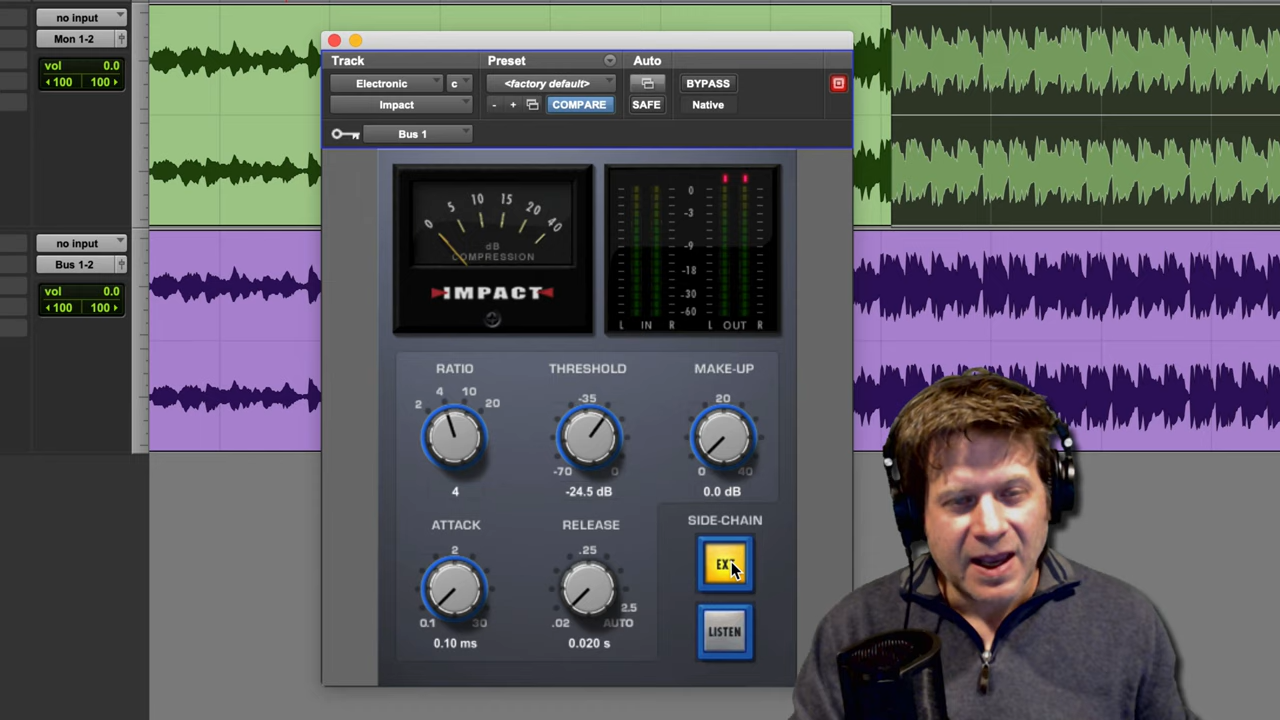 no input
Mon 1-2
vol 0.0
100 100
no input
Bus 1-2
vol 0.0
100 100
Track Preset Auto
Electronic c <factory default> BYPASS
Impact - + COMPARE SAFE Native
Bus 1
0 5 10 15 20 40
dB
COMPRESSION
IMPACT
0
-3
-9
-18
-30
-60
L IN R L OUT R
RATIO THRESHOLD MAKE-UP
2 4 10 20 -35 20
-70 0 0 40
4 -24.5 dB 0.0 dB
ATTACK RELEASE SIDE-CHAIN
2 .25
EXT
0.1 30 .02 2.5 AUTO
LISTEN
0.10 ms 0.020 s